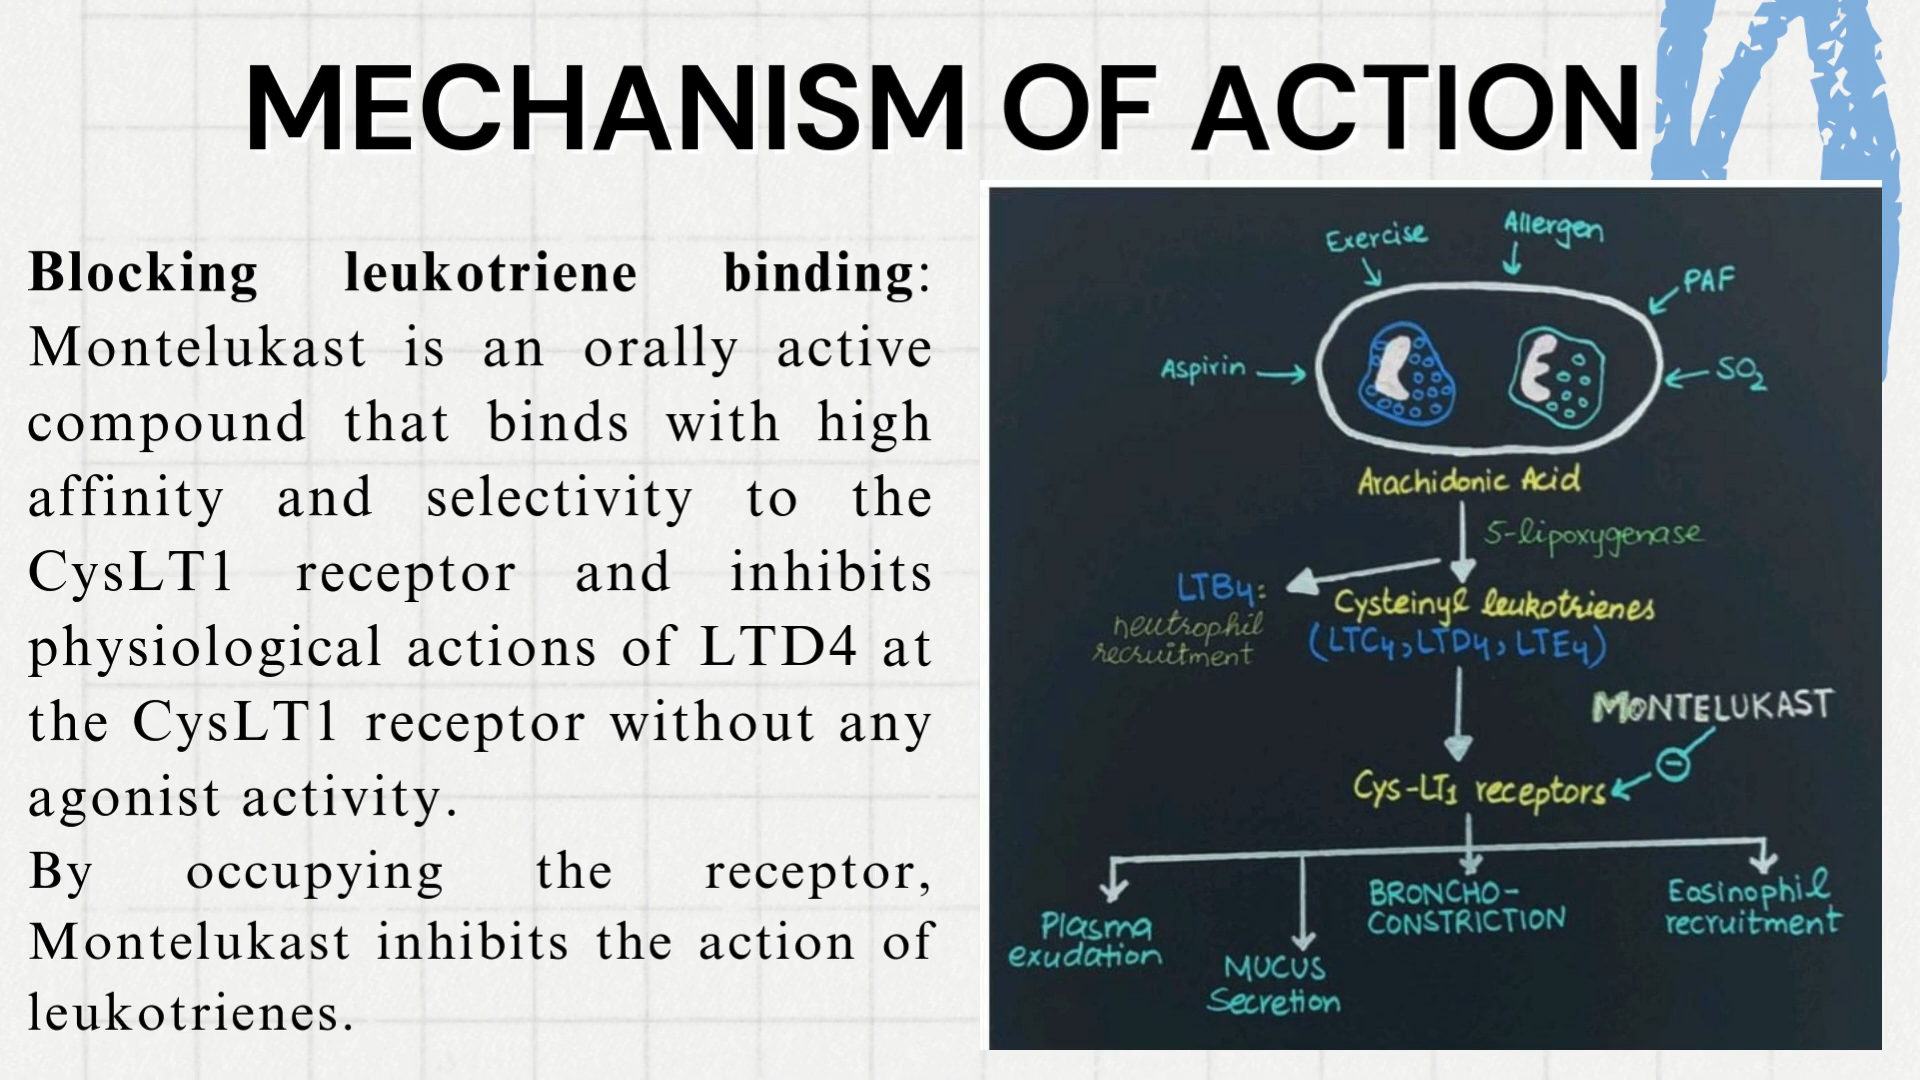 MECHANISM OF ACTION
Blocking leukotriene binding:
Montelukast is an orally active
compound that binds with high
affinity and selectivity to the
CysLT1 receptor and inhibits
physiological actions of LTD4 at
the CysLT1 receptor without any
agonist activity.
By occupying the receptor,
Montelukast inhibits the action of
leukotrienes.
Exercise
Allergen
PAF
Aspirin
SO2
Arachidonic Acid
5-lipoxygenase
LTB4:
neutrophil
recruitment
Cysteinyl leukotrienes
(LTC4, LTD4, LTE4)
MONTELUKAST
Cys-LT1 receptors
Plasma
exudation
MUCUS
Secretion
BRONCHO-
CONSTRICTION
Eosinophil
recruitment